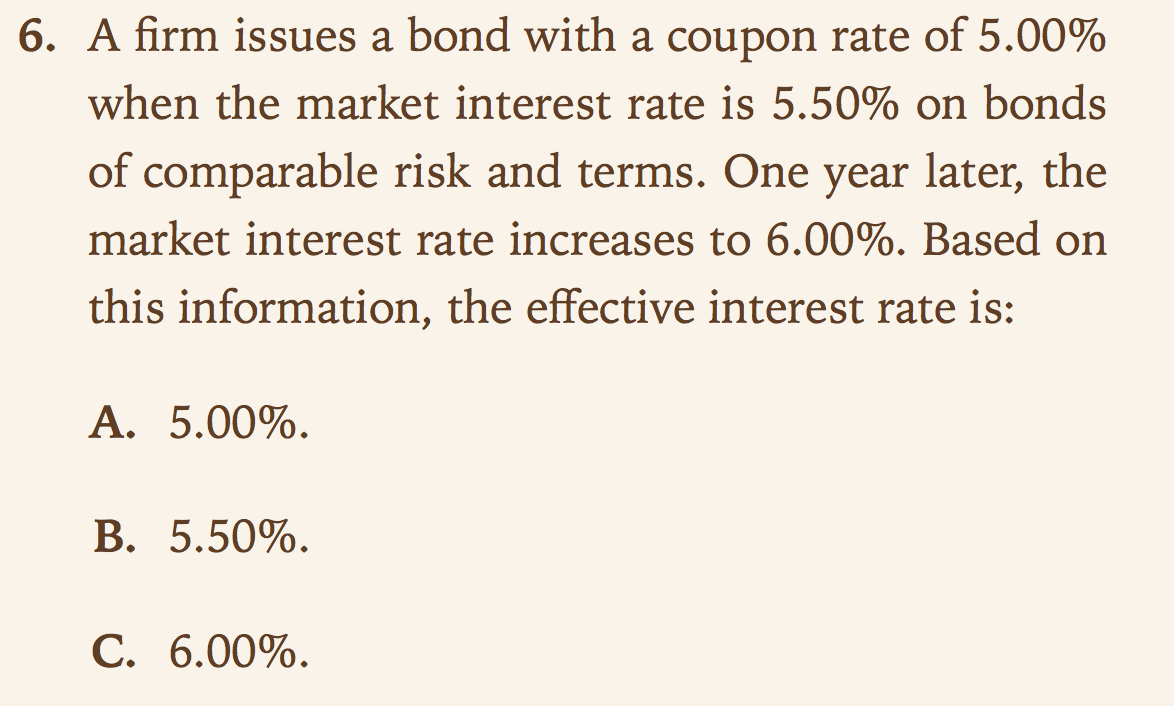 6. A firm issues a bond with a coupon rate of 5.00%
when the market interest rate is 5.50% on bonds
of comparable risk and terms. One year later, the
market interest rate increases to 6.00%. Based on
this information, the effective interest rate is:
A. 5.00%.
B. 5.50%.
C. 6.00%.